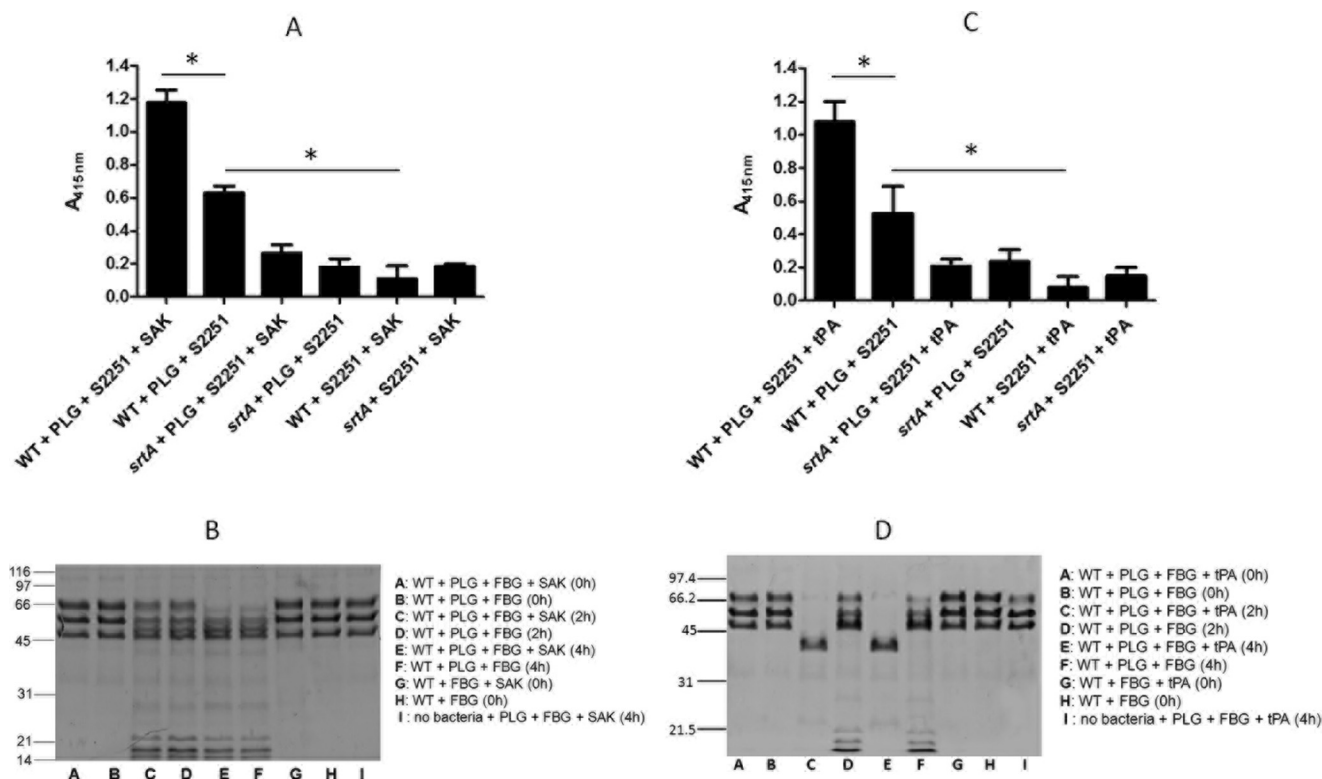 A
*
*
A415nm
1.4
1.2
1.0
0.8
0.6
0.4
0.2
0.0
WT + PLG + S2251 + SAK
WT + PLG + S2251
srtA + PLG + S2251 + SAK
srtA + PLG + S2251
WT + S2251 + SAK
srtA + S2251 + SAK
C
*
*
A415nm
1.4
1.2
1.0
0.8
0.6
0.4
0.2
0.0
WT + PLG + S2251 + tPA
WT + PLG + S2251
srtA + PLG + S2251 + tPA
srtA + PLG + S2251
WT + S2251 + tPA
srtA + S2251 + tPA
B
116
97
66
45
31
21
14
A B C D E F G H I
A: WT + PLG + FBG + SAK (0h)
B: WT + PLG + FBG (0h)
C: WT + PLG + FBG + SAK (2h)
D: WT + PLG + FBG (2h)
E: WT + PLG + FBG + SAK (4h)
F: WT + PLG + FBG (4h)
G: WT + FBG + SAK (0h)
H: WT + FBG (0h)
I : no bacteria + PLG + FBG + SAK (4h)
D
97.4
66.2
45
31
21.5
A B C D E F G H I
A: WT + PLG + FBG + tPA (0h)
B: WT + PLG + FBG (0h)
C: WT + PLG + FBG + tPA (2h)
D: WT + PLG + FBG (2h)
E: WT + PLG + FBG + tPA (4h)
F: WT + PLG + FBG (4h)
G: WT + FBG + tPA (0h)
H: WT + FBG (0h)
I : no bacteria + PLG + FBG + tPA (4h)